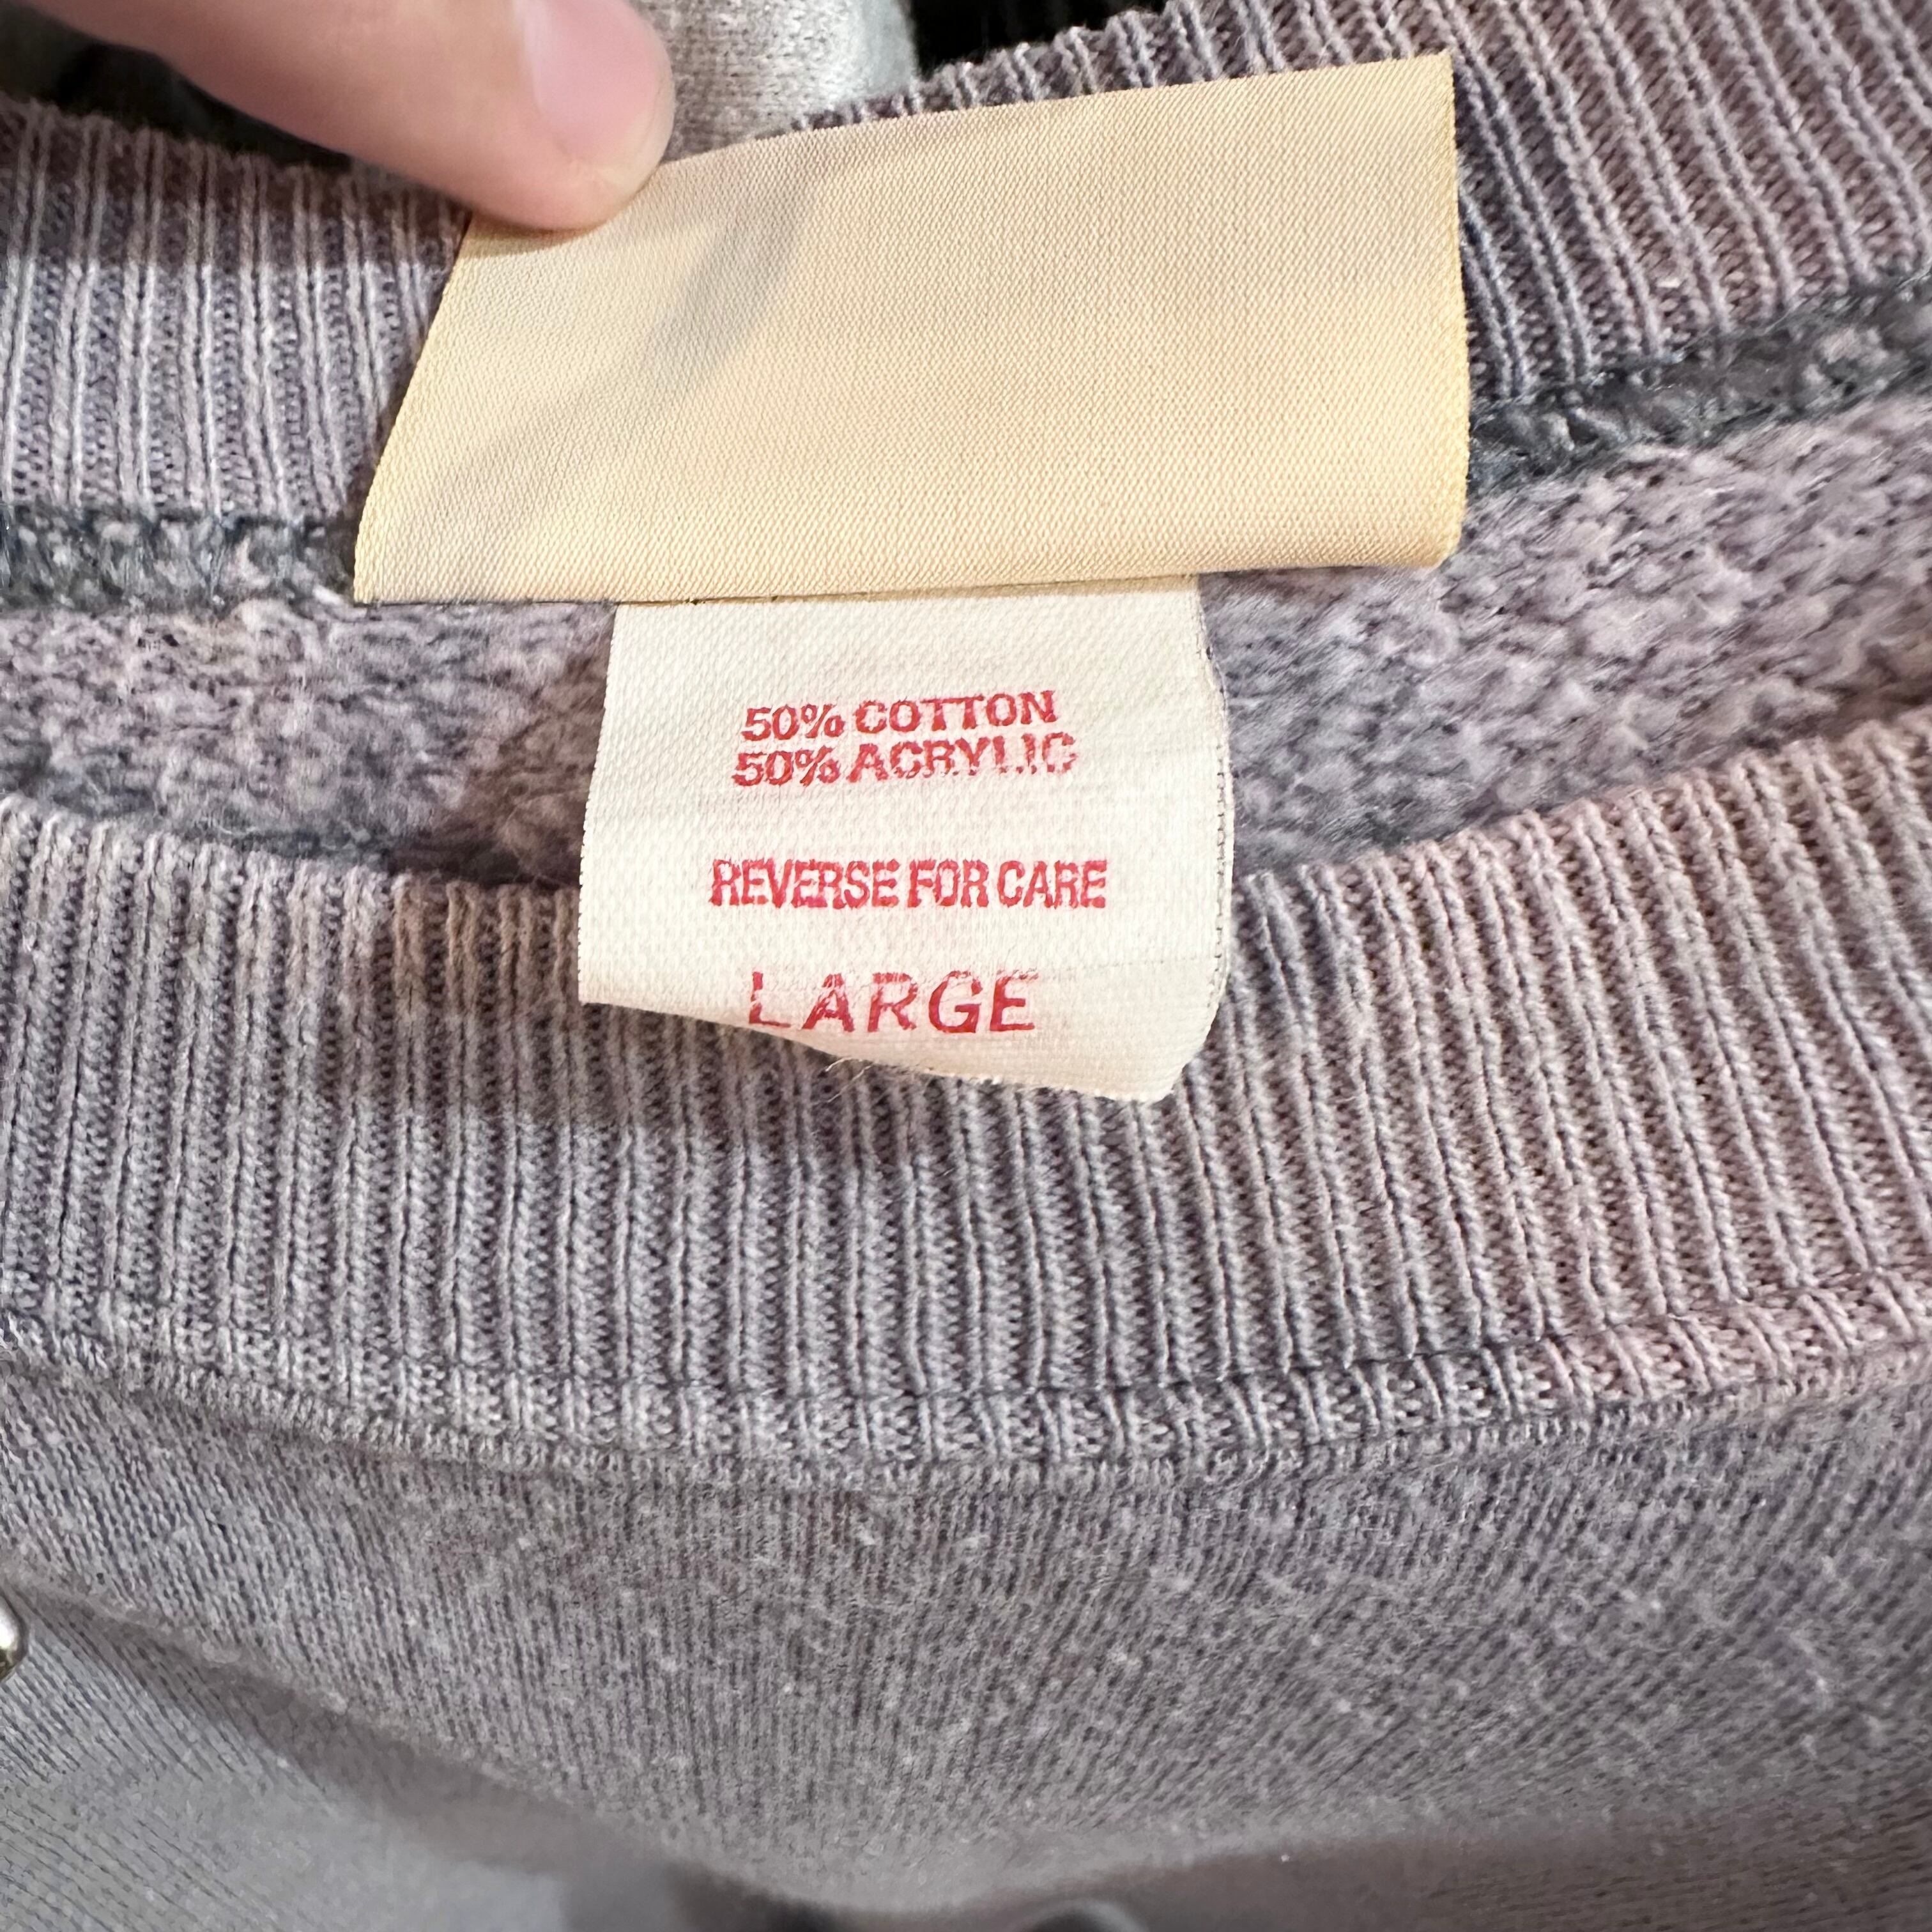 50% COTTON
50% ACRYLIC
REVERSE FOR CARE
LARGE